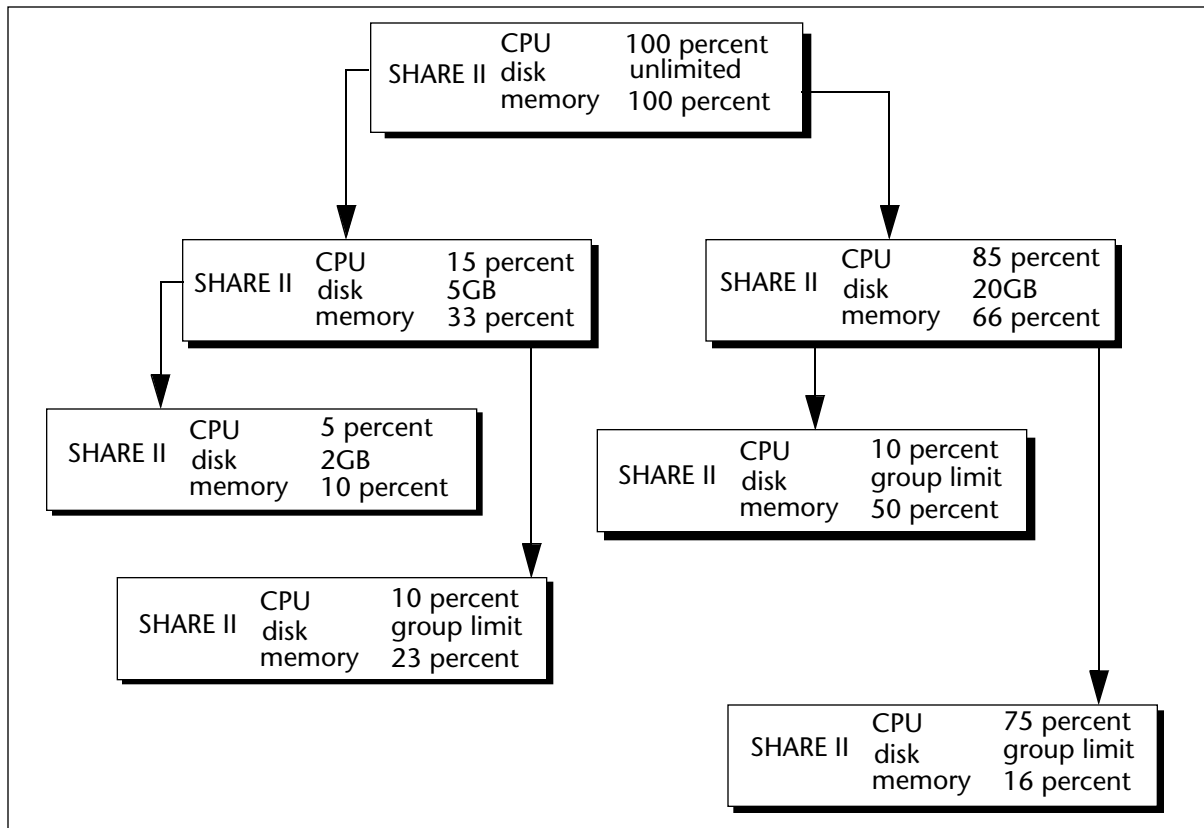 CPU 100 percent
SHARE II disk unlimited
memory 100 percent
CPU 15 percent
SHARE II disk 5GB
memory 33 percent
CPU 85 percent
SHARE II disk 20GB
memory 66 percent
CPU 5 percent
SHARE II disk 2GB
memory 10 percent
CPU 10 percent
SHARE II disk group limit
memory 50 percent
CPU 10 percent
SHARE II disk group limit
memory 23 percent
CPU 75 percent
SHARE II disk group limit
memory 16 percent